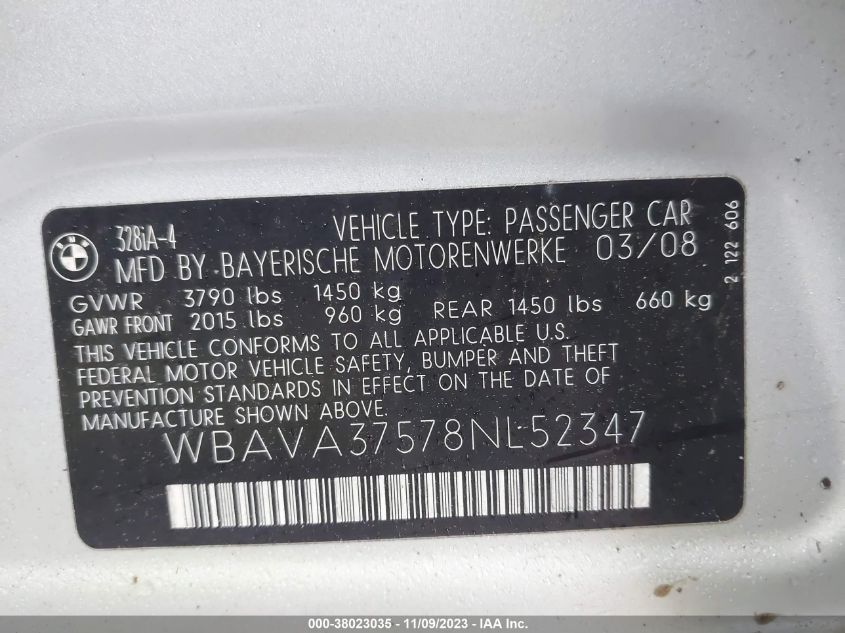 BMW
328iA-4 VEHICLE TYPE: PASSENGER CAR
MFD BY BAYERISCHE MOTORENWERKE 03/08
GVWR 3790 lbs 1450 kg
GAWR FRONT 2015 lbs 960 kg REAR 1450 lbs 660 kg
THIS VEHICLE CONFORMS TO ALL APPLICABLE U.S.
FEDERAL MOTOR VEHICLE SAFETY, BUMPER AND THEFT
PREVENTION STANDARDS IN EFFECT ON THE DATE OF
MANUFACTURE SHOWN ABOVE.
WBAVA37578NL52347
2 122 606
000-38023035 - 11/09/2023 - IAA Inc.